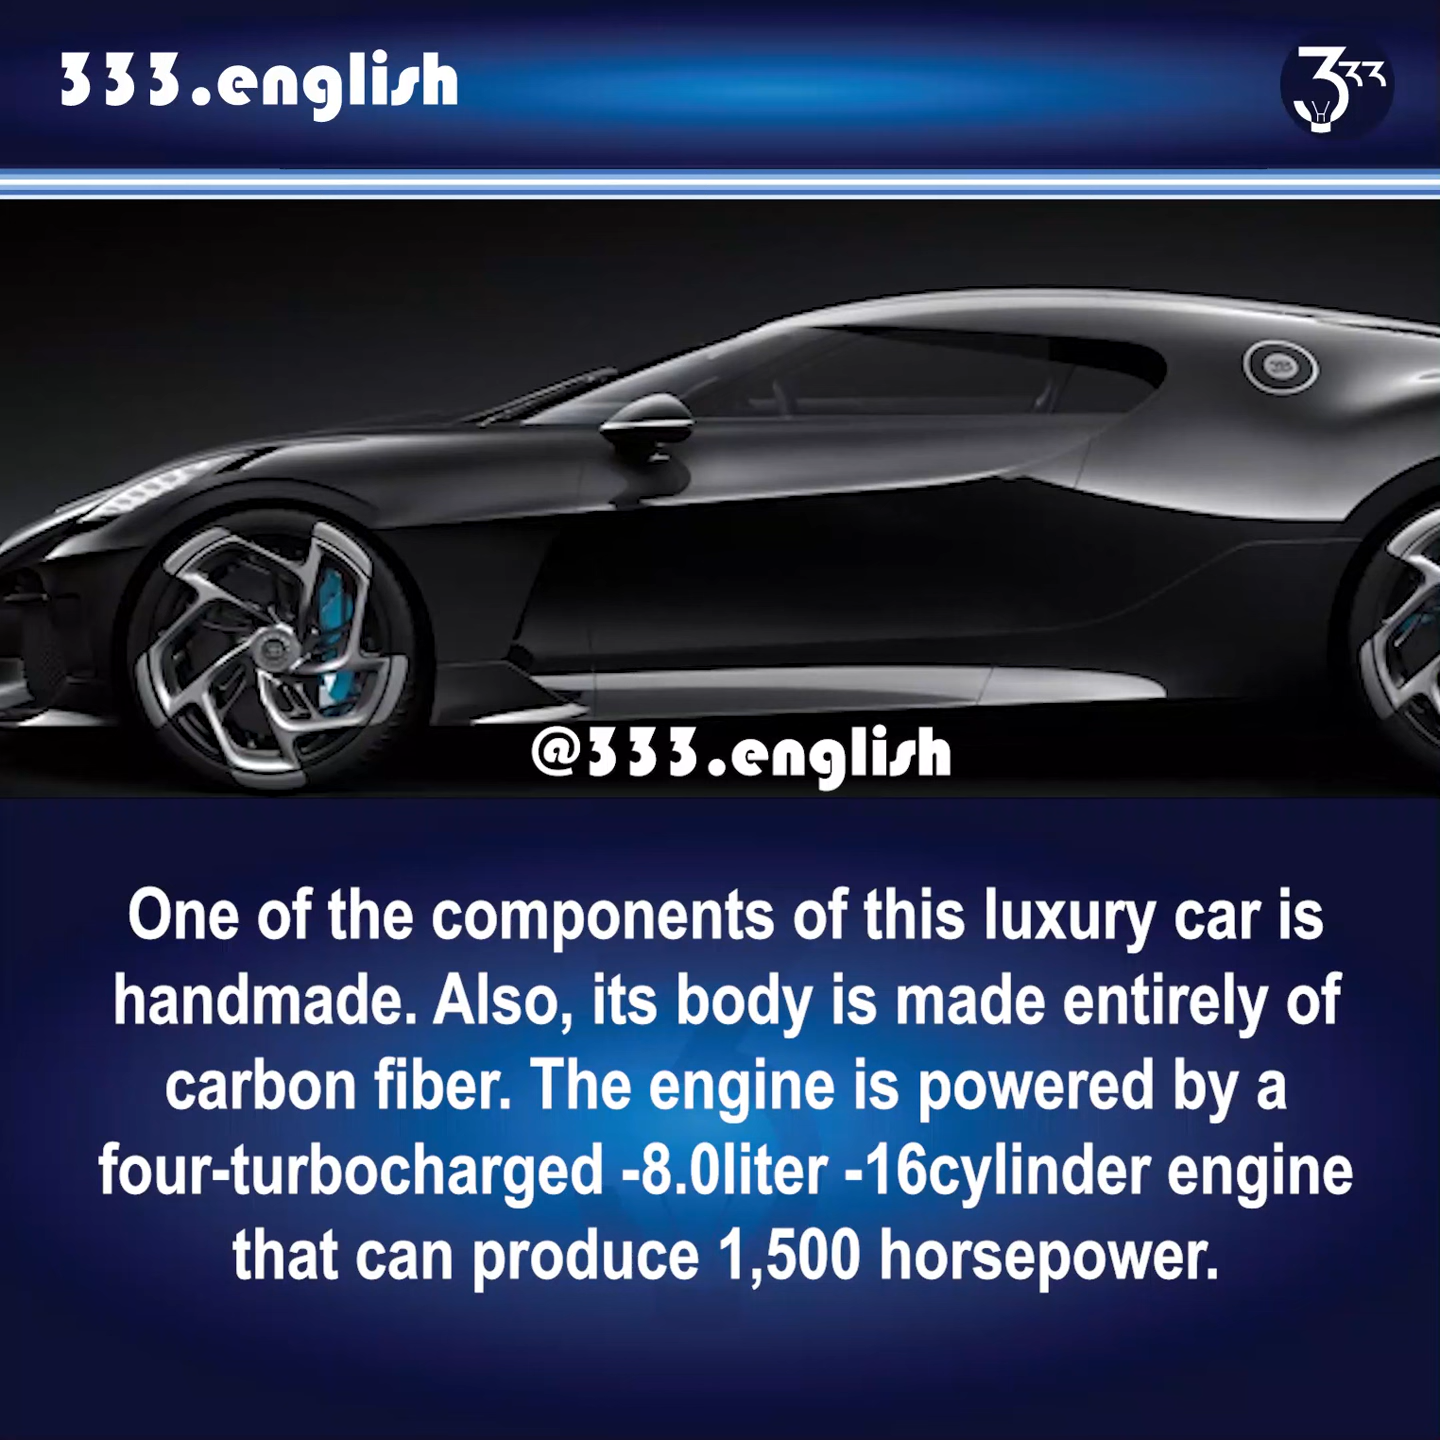 333.english
333
@333.english
One of the components of this luxury car is
handmade. Also, its body is made entirely of
carbon fiber. The engine is powered by a
four-turbocharged -8.0liter -16cylinder engine
that can produce 1,500 horsepower.